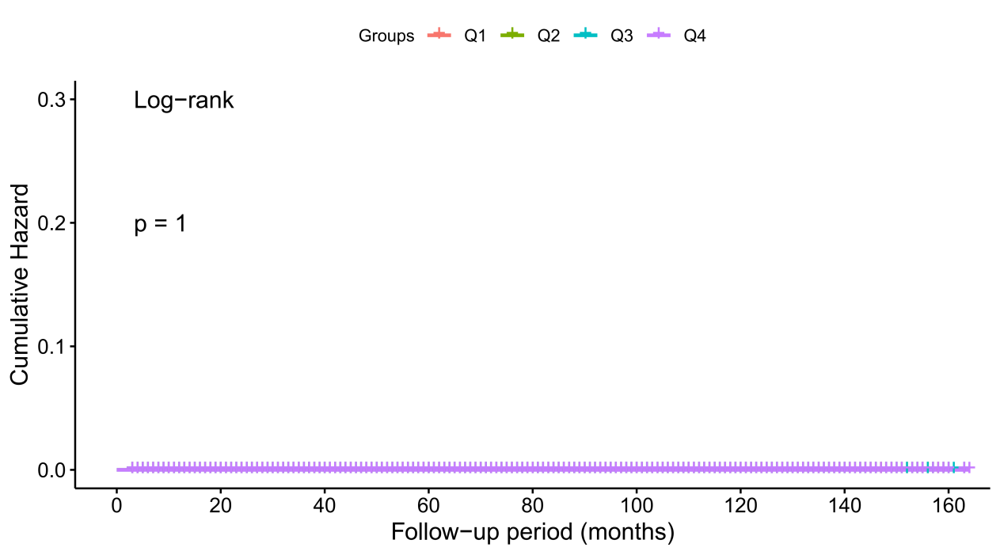 Groups Q1 Q2 Q3 Q4
Log−rank
p = 1
Cumulative Hazard
0.3
0.2
0.1
0.0
0 20 40 60 80 100 120 140 160
Follow−up period (months)